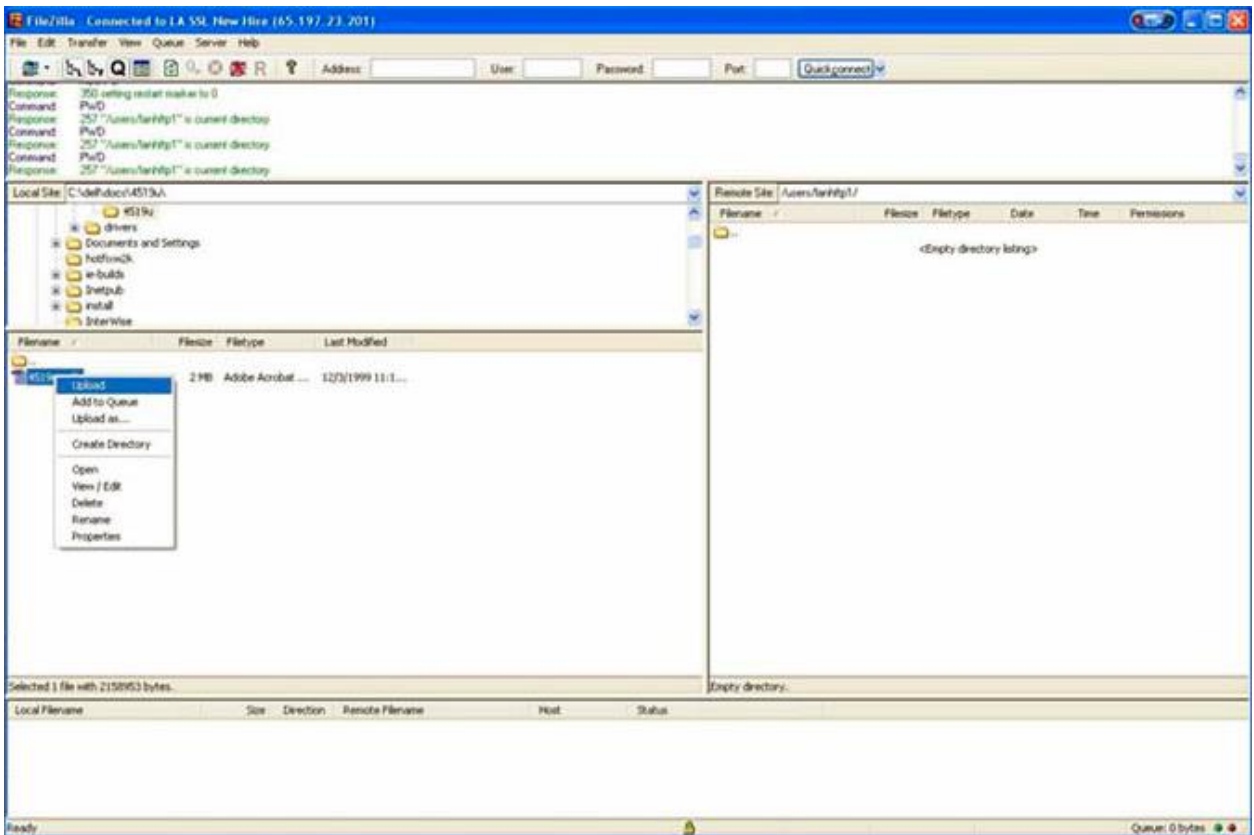 FileZilla Connected to LA SSL New Hire (65.197.23.201)
File Edit Transfer View Queue Server Help
Address: User: Password: Port: Quickconnect
Response: 350 setting restart marker to 0
Command: PWD
Response: 257 "/users/lanhftp1" is current directory
Command: PWD
Response: 257 "/users/lanhftp1" is current directory
Command: PWD
Response: 257 "/users/lanhftp1" is current directory
Local Site: C:\dell\docs\4519u\
4519u
drivers
Documents and Settings
hotfixw2k
ie-builds
Inetpub
install
InterWise
Filename / Filesize Filetype Last Modified
..
2 MB Adobe Acrobat ... 12/3/1999 11:1...
Upload
Add to Queue
Upload as...
Create Directory
Open
View / Edit
Delete
Rename
Properties
Selected 1 file with 2158953 bytes.
Remote Site: /users/lanhftp1/
Filename / Filesize Filetype Date Time Permissions
..
<Empty directory listing>
Empty directory.
Local Filename Size Direction Remote Filename Host Status
Ready
Queue: 0 bytes